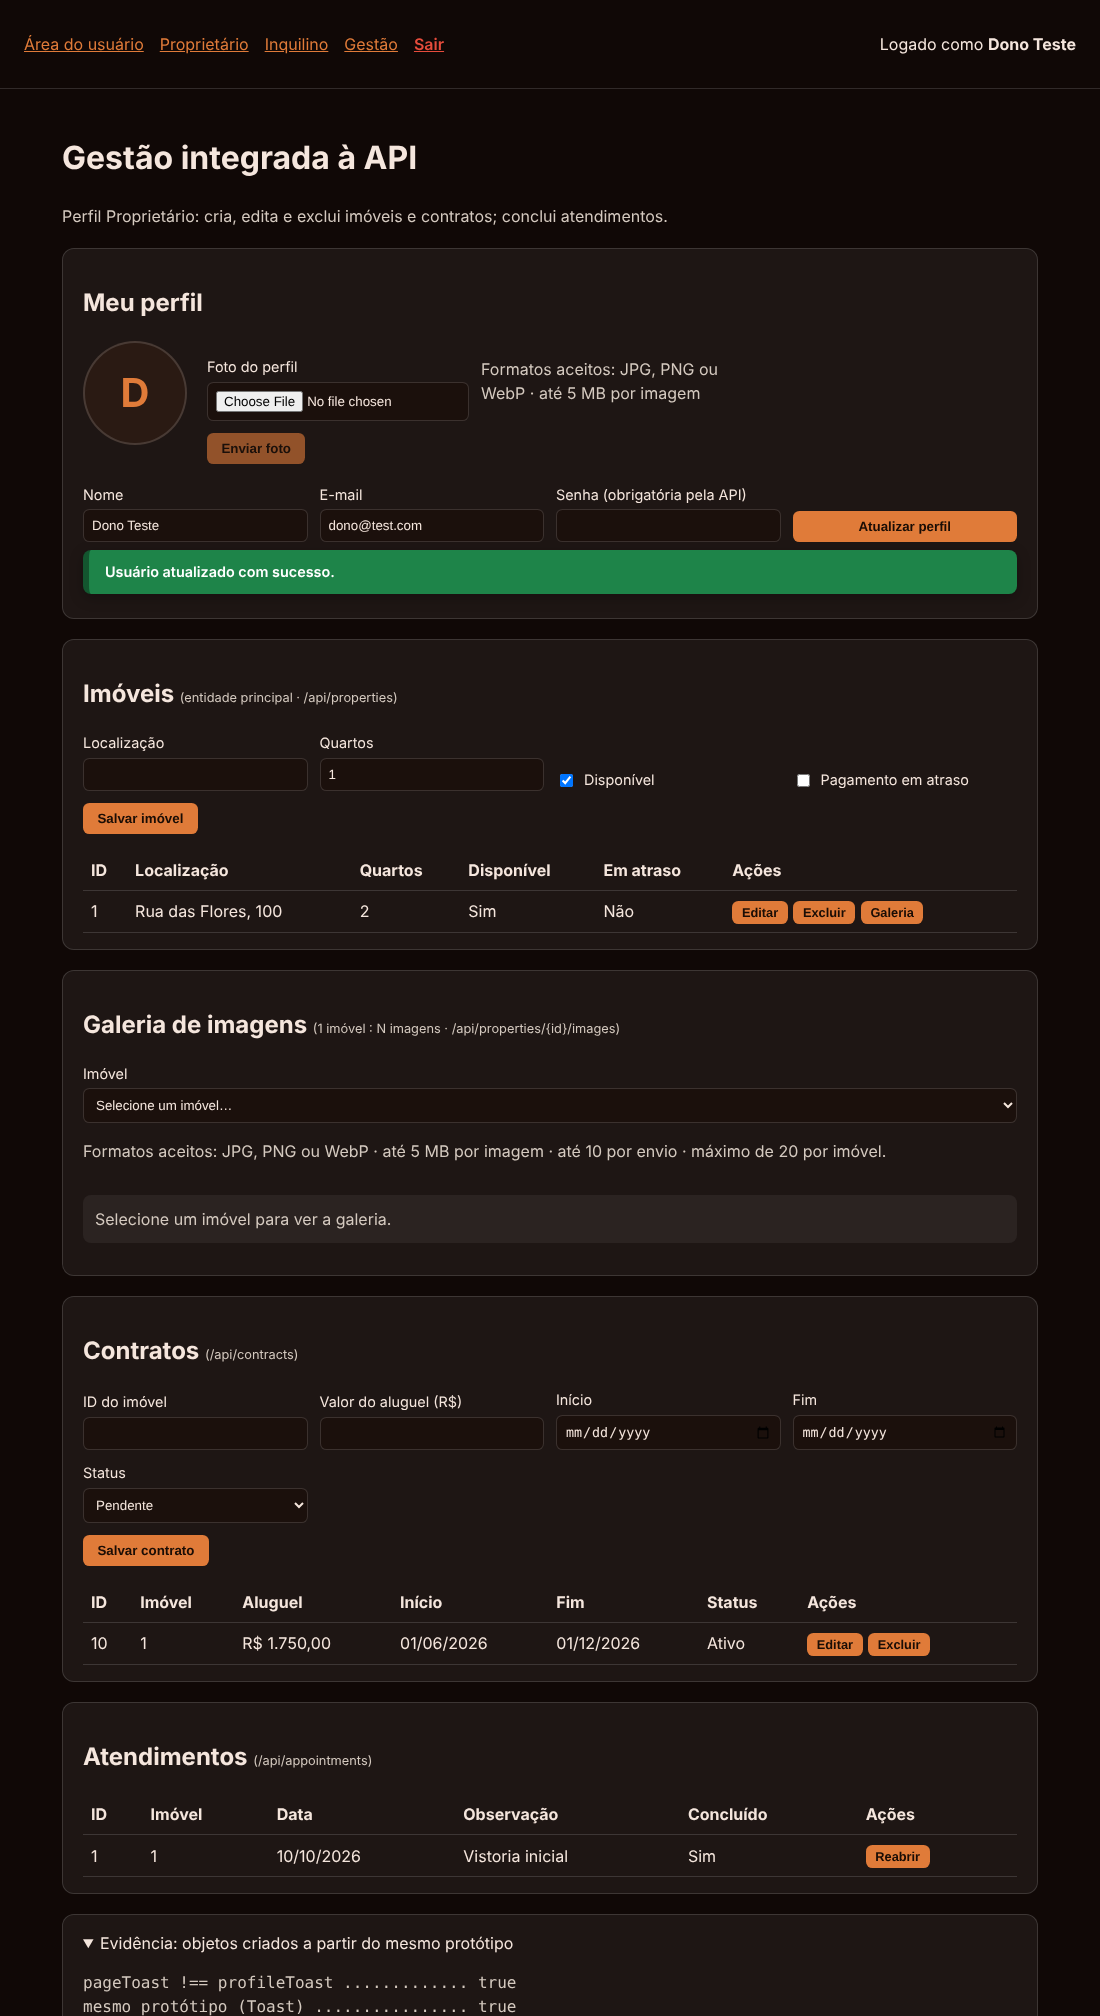 Área do usuário Proprietário Inquilino Gestão Sair Logado como Dono Teste
Gestão integrada à API
Perfil Proprietário: cria, edita e exclui imóveis e contratos; conclui atendimentos.
Meu perfil
D
Foto do perfil
Choose File No file chosen
Formatos aceitos: JPG, PNG ou
WebP · até 5 MB por imagem
Enviar foto
Nome E-mail Senha (obrigatória pela API)
Dono Teste dono@test.com Atualizar perfil
Usuário atualizado com sucesso.
Imóveis (entidade principal · /api/properties)
Localização Quartos
1 Disponível Pagamento em atraso
Salvar imóvel
ID Localização Quartos Disponível Em atraso Ações
1 Rua das Flores, 100 2 Sim Não Editar Excluir Galeria
Galeria de imagens (1 imóvel : N imagens · /api/properties/{id}/images)
Imóvel
Selecione um imóvel…
Formatos aceitos: JPG, PNG ou WebP · até 5 MB por imagem · até 10 por envio · máximo de 20 por imóvel.
Selecione um imóvel para ver a galeria.
Contratos (/api/contracts)
ID do imóvel Valor do aluguel (R$) Início Fim
mm/dd/yyyy mm/dd/yyyy
Status
Pendente
Salvar contrato
ID Imóvel Aluguel Início Fim Status Ações
10 1 R$ 1.750,00 01/06/2026 01/12/2026 Ativo Editar Excluir
Atendimentos (/api/appointments)
ID Imóvel Data Observação Concluído Ações
1 1 10/10/2026 Vistoria inicial Sim Reabrir
▼ Evidência: objetos criados a partir do mesmo protótipo
pageToast !== profileToast ............. true
mesmo protótipo (Toast) ................ true